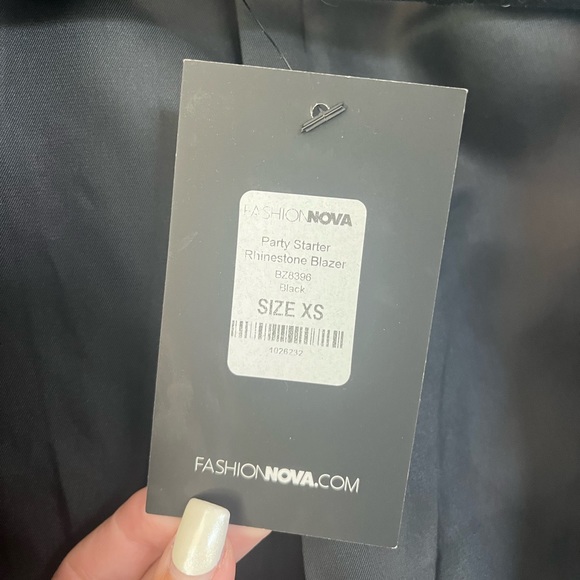 FASHIONNOVA
Party Starter
Rhinestone Blazer
BZ8396
Black
SIZE XS
1026232
FASHIONNOVA.COM